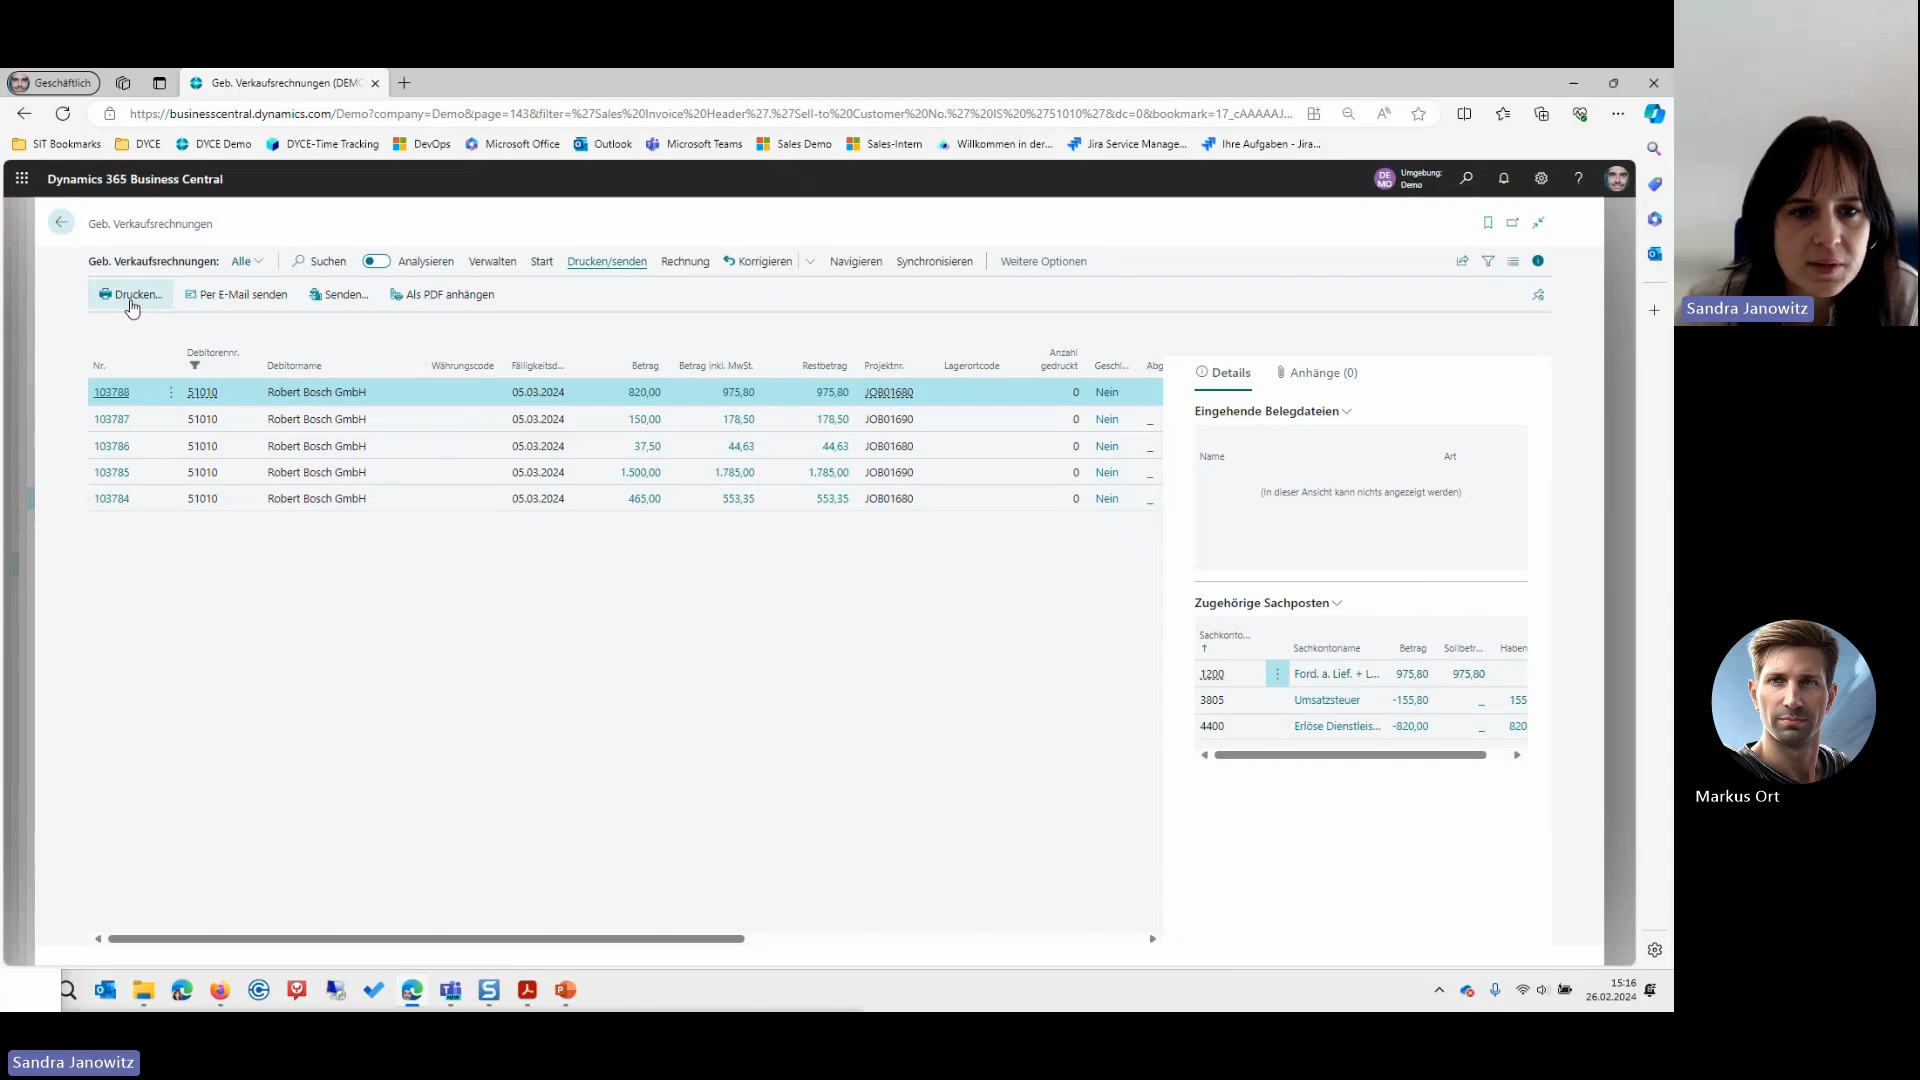 Geschäftlich
Geb. Verkaufsrechnungen (DEMO
https://businesscentral.dynamics.com/Demo?company=Demo&page=143&filter=%27Sales%20Invoice%20Header%27.%27Sell-to%20Customer%20No.%27%20IS%20%2751010%27&dc=0&bookmark=17_cAAAAAJ...
SIT Bookmarks DYCE DYCE Demo DYCE-Time Tracking DevOps Microsoft Office Outlook Microsoft Teams Sales Demo Sales-Intern Willkommen in der... Jira Service Manage... Ihre Aufgaben - Jira...
Dynamics 365 Business Central
DE MO
Umgebung: Demo
Geb. Verkaufsrechnungen
Geb. Verkaufsrechnungen: Alle Suchen Analysieren Verwalten Start Drucken/senden Rechnung Korrigieren Navigieren Synchronisieren Weitere Optionen
Drucken... Per E-Mail senden Senden... Als PDF anhängen
Nr. Debitorennr. Debitorname Währungscode Fälligkeitsd... Betrag Betrag inkl. MwSt. Restbetrag Projektnr. Lagerortcode Anzahl gedruckt Geschl... Abg
103788 51010 Robert Bosch GmbH 05.03.2024 820,00 975,80 975,80 JOB01680 0 Nein
103787 51010 Robert Bosch GmbH 05.03.2024 150,00 178,50 178,50 JOB01690 0 Nein _
103786 51010 Robert Bosch GmbH 05.03.2024 37,50 44,63 44,63 JOB01680 0 Nein _
103785 51010 Robert Bosch GmbH 05.03.2024 1.500,00 1.785,00 1.785,00 JOB01690 0 Nein _
103784 51010 Robert Bosch GmbH 05.03.2024 465,00 553,35 553,35 JOB01680 0 Nein _
Details Anhänge (0)
Eingehende Belegdateien
Name Art
(In dieser Ansicht kann nichts angezeigt werden)
Zugehörige Sachposten
Sachkonto... Sachkontoname Betrag Sollbetr... Haben
1200 Ford. a. Lief. + L... 975,80 975,80
3805 Umsatzsteuer -155,80 _ 155
4400 Erlöse Dienstleis... -820,00 _ 820
15:16
26.02.2024
Sandra Janowitz
Markus Ort
Sandra Janowitz